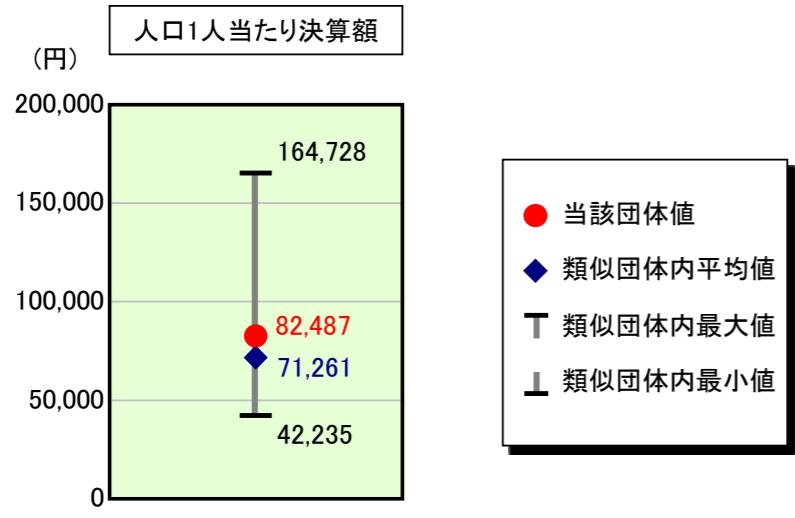 人口1人当たり決算額
（円）
200,000
150,000
100,000
50,000
0
164,728
82,487
71,261
42,235
当該団体値
類似団体内平均値
類似団体内最大値
類似団体内最小値